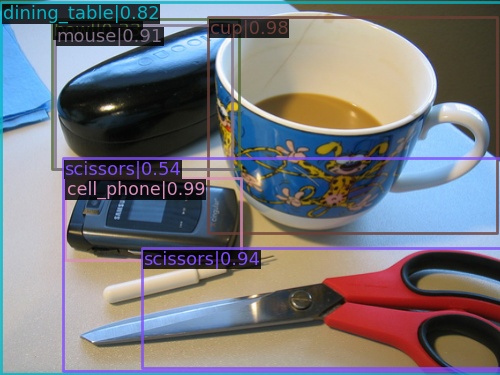 dining_table|0.82
mouse|0.91
cup|0.98
scissors|0.54
cell_phone|0.99
SAMSUNG
scissors|0.94